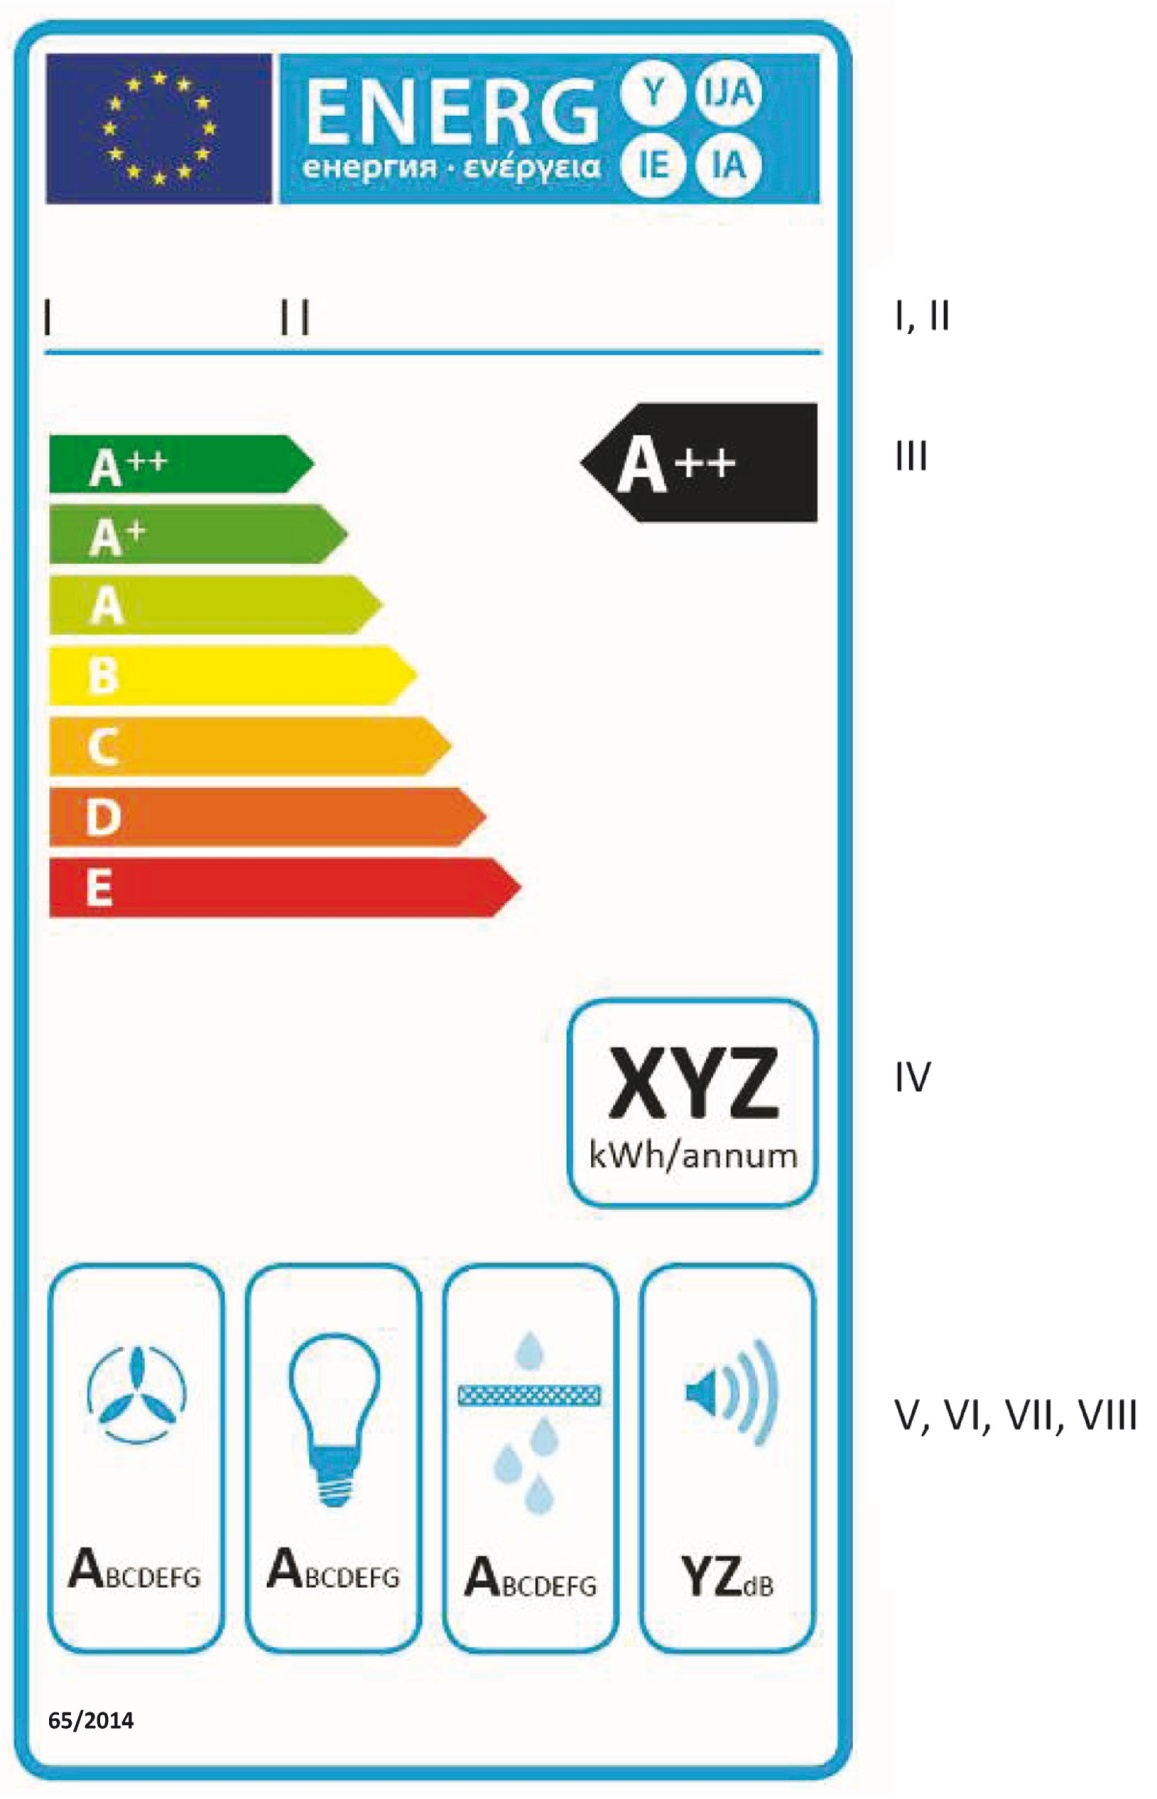 ENERG Y IJA
енергия · ενέργεια IE IA
I II I, II
A++ A++ III
A+
A
B
C
D
E
XYZ IV
kWh/annum
V, VI, VII, VIII
ABCDEFG ABCDEFG ABCDEFG YZdB
65/2014